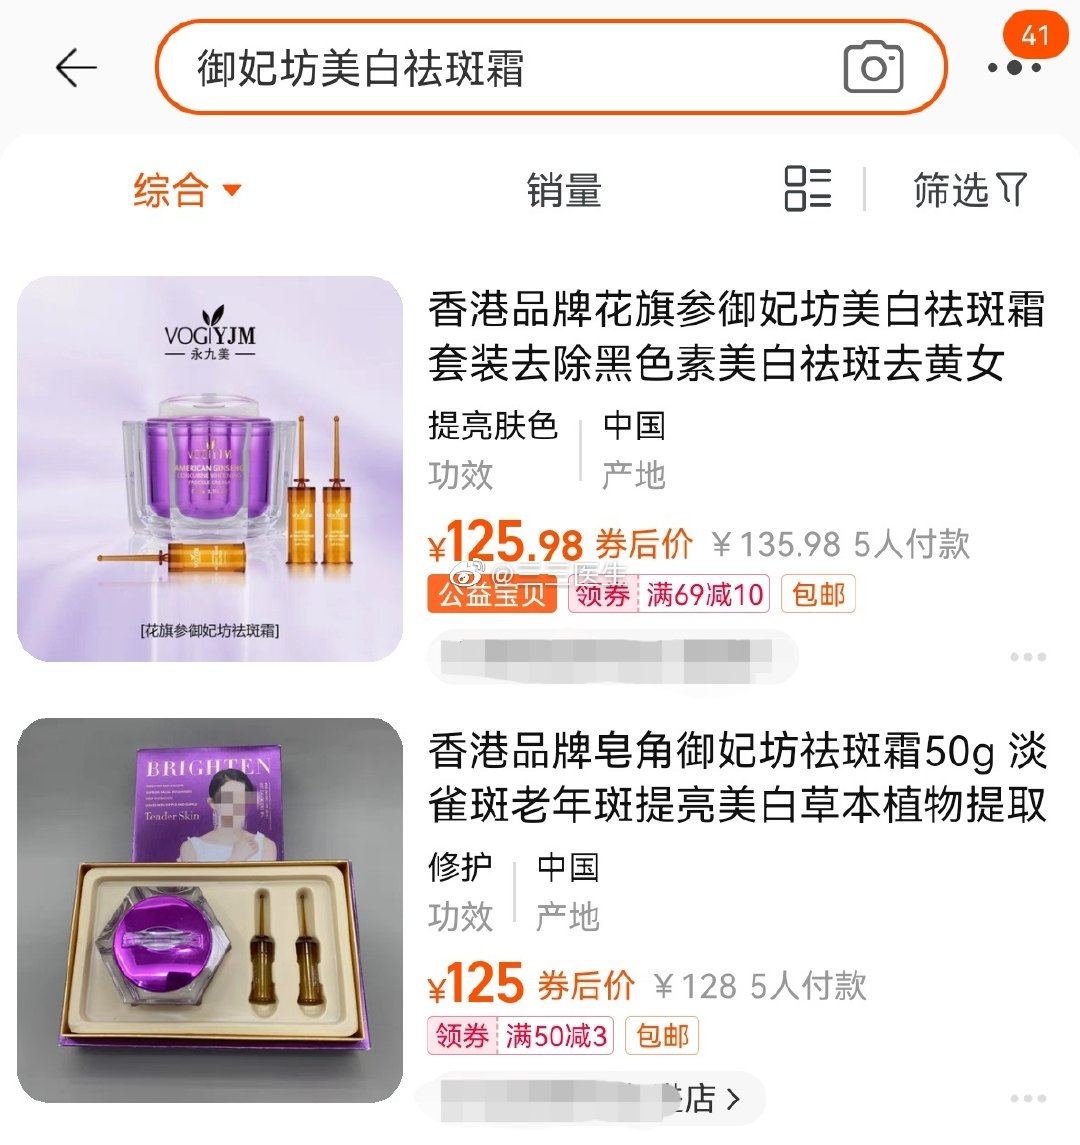 41
御妃坊美白祛斑霜
综合
销量
筛选
VOGIYJM
永九美
VOGIYJM
AMERICAN GINSENG
CONCUBINE WHITENING
FRECKLE CREAM
[花旗参御妃坊祛斑霜]
香港品牌花旗参御妃坊美白祛斑霜
套装去除黑色素美白祛斑去黄女
提亮肤色 中国
功效 产地
¥125.98 券后价 ¥135.98 5人付款
@二三医生
公益宝贝 领券 满69减10 包邮
BRIGHTEN
Tender Skin
香港品牌皂角御妃坊祛斑霜50g 淡
雀斑老年斑提亮美白草本植物提取
修护 中国
功效 产地
¥125 券后价 ¥128 5人付款
领券 满50减3 包邮
店